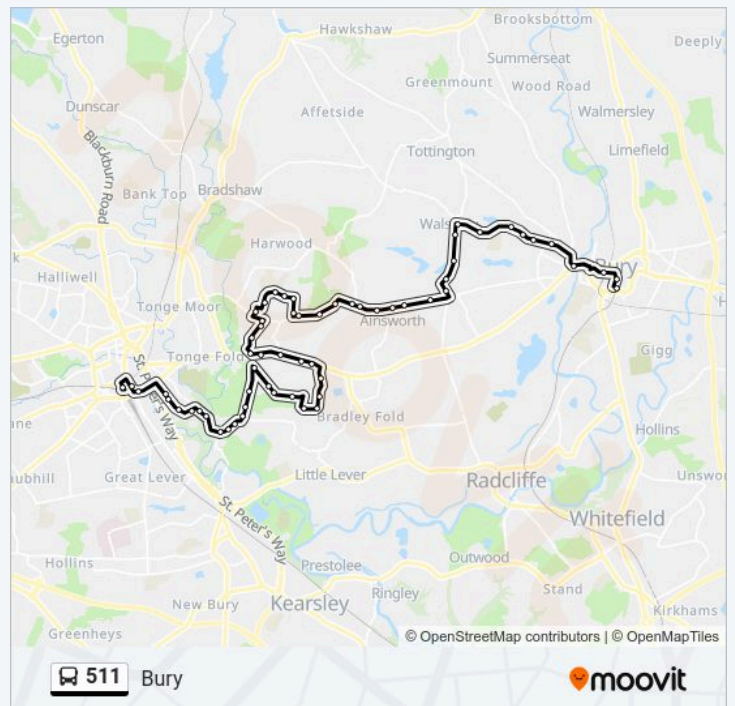 Brooksbottom
Egerton
Hawkshaw
Deeply
Summerseat
Greenmount
Wood Road
Dunscar
Affetside
Walmersley
Blackburn Road
Tottington
Limefield
Bank Top
Bradshaw
Wals
Harwood
Bury
k
Halliwell
Tonge Moor
Ainsworth
H
Tonge Fold
Gigg
St. Peter's Way
ane
Bradley Fold
Hollins
aubhill
Great Lever
Little Lever
Radcliffe
Unswo
St. Peter's Way
Whitefield
Hollins
Prestolee
Outwood
Ringley
Stand
New Bury
Kearsley
Kirkhams
Greenheys
© OpenStreetMap contributors | © OpenMapTiles
511 Bury
moovit